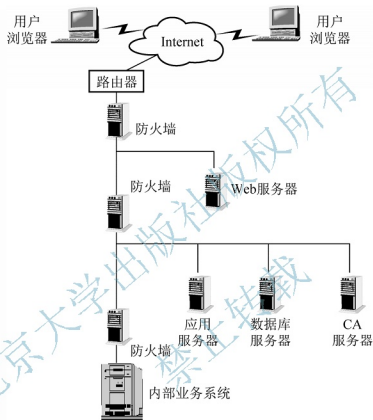 用户
浏览器
Internet
用户
浏览器
路由器
防火墙
防火墙
Web服务器
应用
服务器
数据库
服务器
CA
服务器
防火墙
内部业务系统
北京大学出版社版权所有
禁止转载